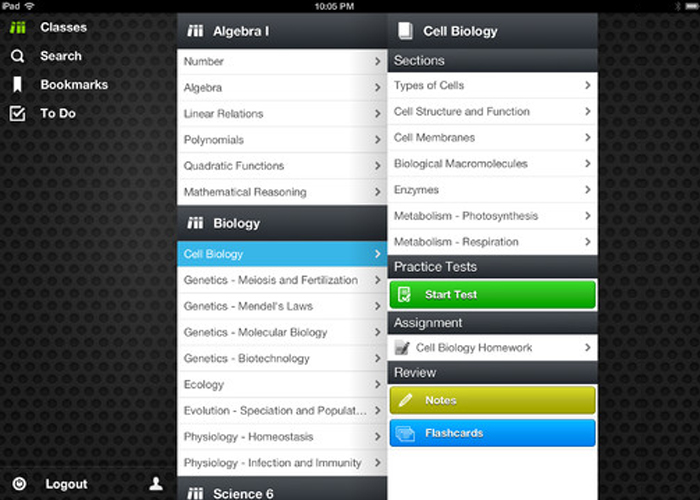 iPad
10:05 PM
Classes
Search
Bookmarks
To Do
Logout
Algebra I
Number
Algebra
Linear Relations
Polynomials
Quadratic Functions
Mathematical Reasoning
Biology
Cell Biology
Genetics - Meiosis and Fertilization
Genetics - Mendel's Laws
Genetics - Molecular Biology
Genetics - Biotechnology
Ecology
Evolution - Speciation and Populat...
Physiology - Homeostasis
Physiology - Infection and Immunity
Science 6
Cell Biology
Sections
Types of Cells
Cell Structure and Function
Cell Membranes
Biological Macromolecules
Enzymes
Metabolism - Photosynthesis
Metabolism - Respiration
Practice Tests
Start Test
Assignment
Cell Biology Homework
Review
Notes
Flashcards